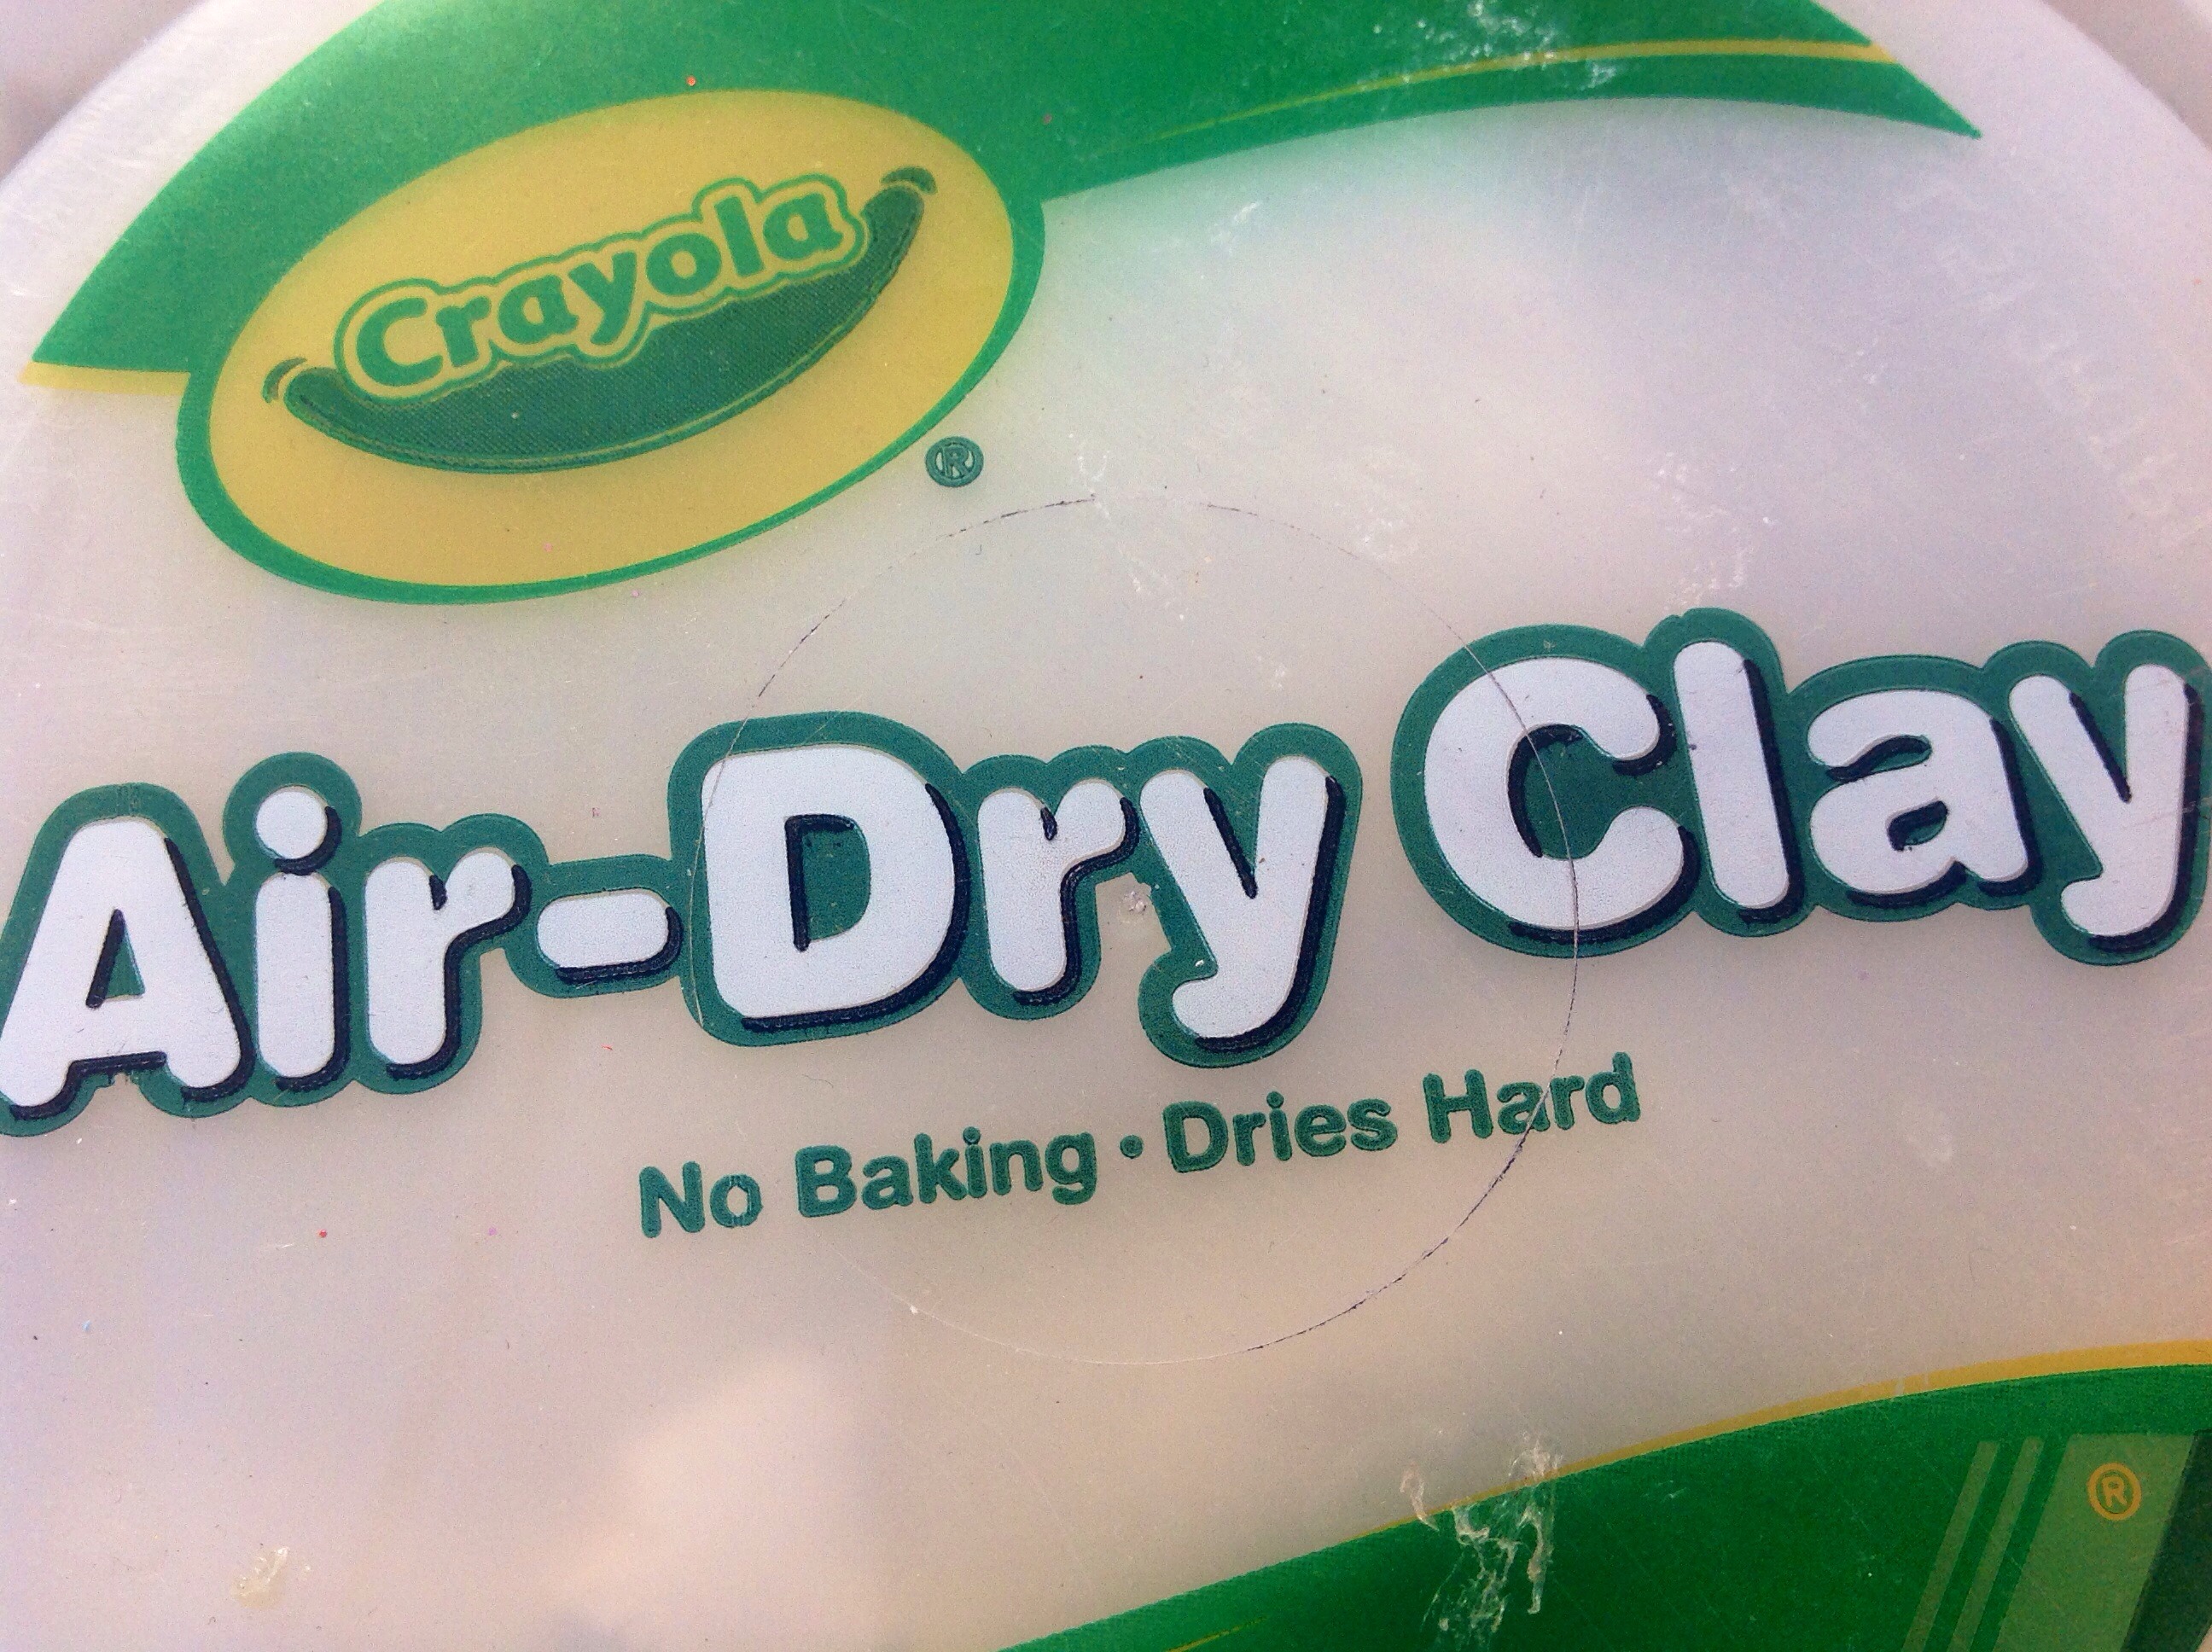 Crayola
®
Air-Dry Clay
No Baking • Dries Hard
®